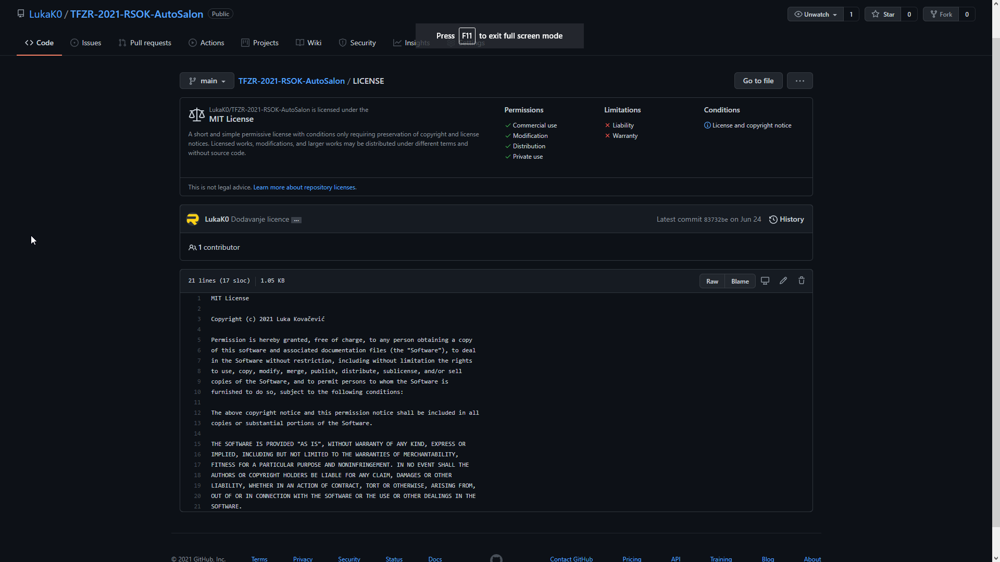 LukaK0 / TFZR-2021-RSOK-AutoSalon Public
Unwatch 1 Star 0 Fork 0
Press F11 to exit full screen mode
Code Issues Pull requests Actions Projects Wiki Security Insights Settings
main TFZR-2021-RSOK-AutoSalon / LICENSE Go to file ...
LukaK0/TFZR-2021-RSOK-AutoSalon is licensed under the
MIT License
A short and simple permissive license with conditions only requiring preservation of copyright and license
notices. Licensed works, modifications, and larger works may be distributed under different terms and
without source code.
Permissions
Commercial use
Modification
Distribution
Private use
Limitations
Liability
Warranty
Conditions
License and copyright notice
This is not legal advice. Learn more about repository licenses.
LukaK0 Dodavanje licence ... Latest commit 83732be on Jun 24 History
1 contributor
21 lines (17 sloc) 1.05 KB Raw Blame
1 MIT License
2
3 Copyright (c) 2021 Luka Kovačević
4
5 Permission is hereby granted, free of charge, to any person obtaining a copy
6 of this software and associated documentation files (the "Software"), to deal
7 in the Software without restriction, including without limitation the rights
8 to use, copy, modify, merge, publish, distribute, sublicense, and/or sell
9 copies of the Software, and to permit persons to whom the Software is
10 furnished to do so, subject to the following conditions:
11
12 The above copyright notice and this permission notice shall be included in all
13 copies or substantial portions of the Software.
14
15 THE SOFTWARE IS PROVIDED "AS IS", WITHOUT WARRANTY OF ANY KIND, EXPRESS OR
16 IMPLIED, INCLUDING BUT NOT LIMITED TO THE WARRANTIES OF MERCHANTABILITY,
17 FITNESS FOR A PARTICULAR PURPOSE AND NONINFRINGEMENT. IN NO EVENT SHALL THE
18 AUTHORS OR COPYRIGHT HOLDERS BE LIABLE FOR ANY CLAIM, DAMAGES OR OTHER
19 LIABILITY, WHETHER IN AN ACTION OF CONTRACT, TORT OR OTHERWISE, ARISING FROM,
20 OUT OF OR IN CONNECTION WITH THE SOFTWARE OR THE USE OR OTHER DEALINGS IN THE
21 SOFTWARE.
© 2021 GitHub, Inc. Terms Privacy Security Status Docs Contact GitHub Pricing API Training Blog About